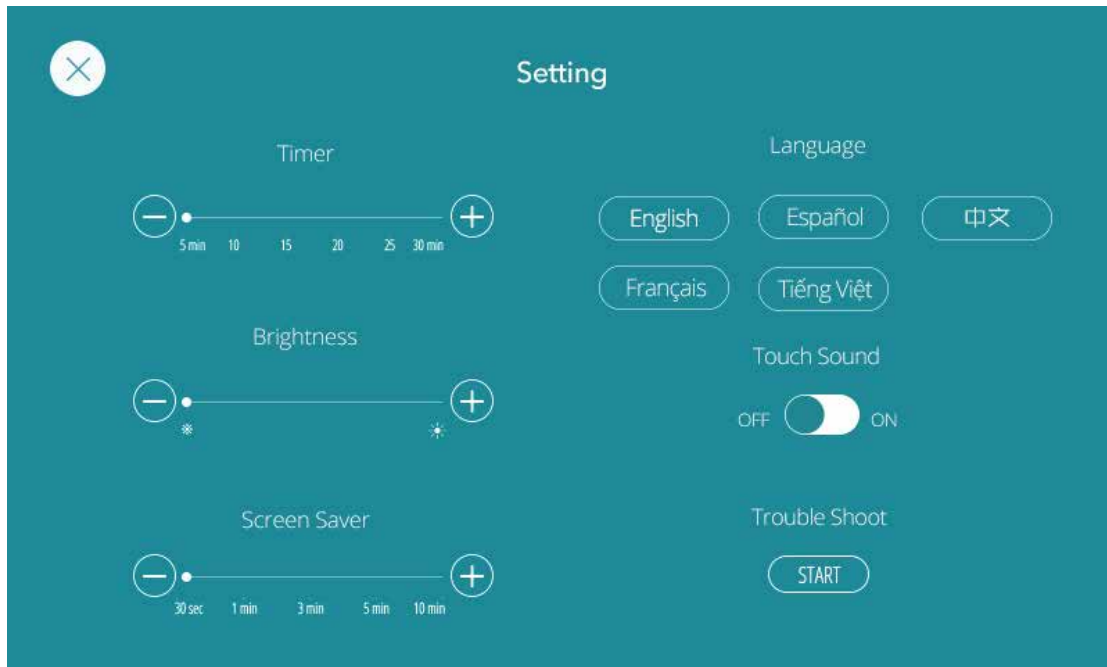 Setting
Timer
5 min 10 15 20 25 30 min
Brightness
Screen Saver
30 sec 1 min 3 min 5 min 10 min
Language
English Español 中文
Français Tiếng Việt
Touch Sound
OFF ON
Trouble Shoot
START